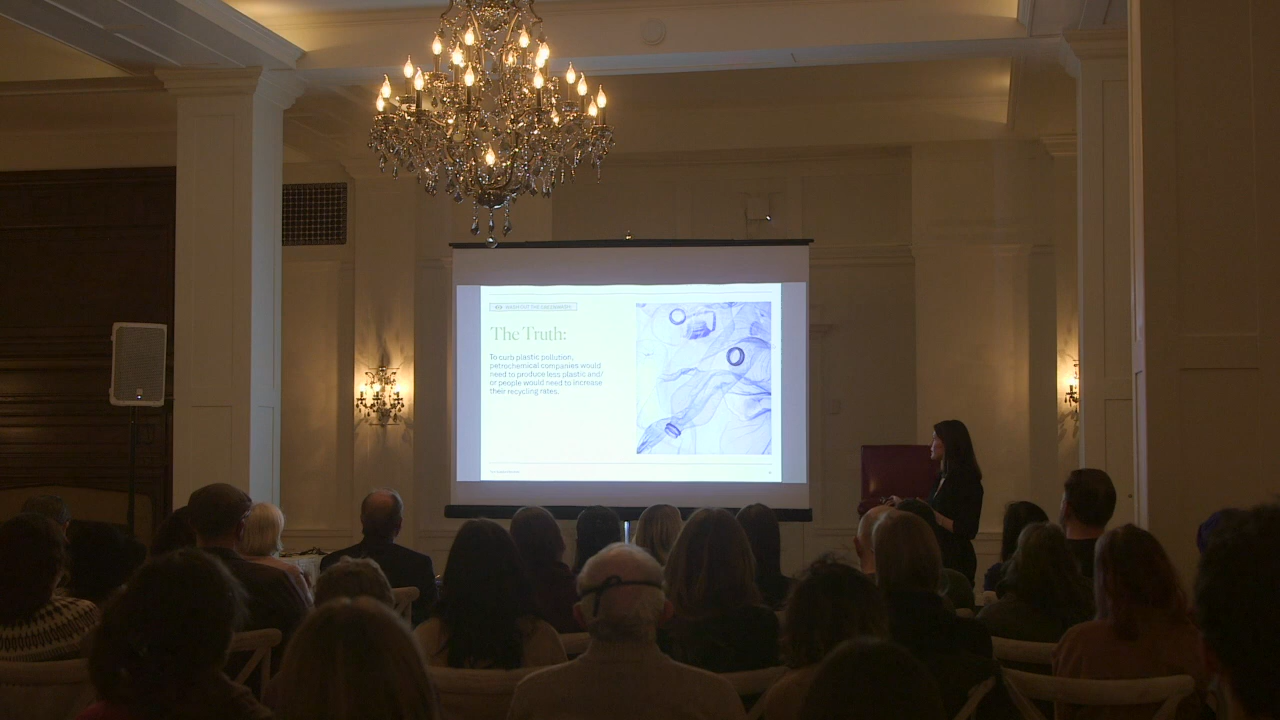 The Truth:
To curb plastic pollution,
petrochemical companies would
need to produce less plastic and/
or people would need to increase
their recycling rates.